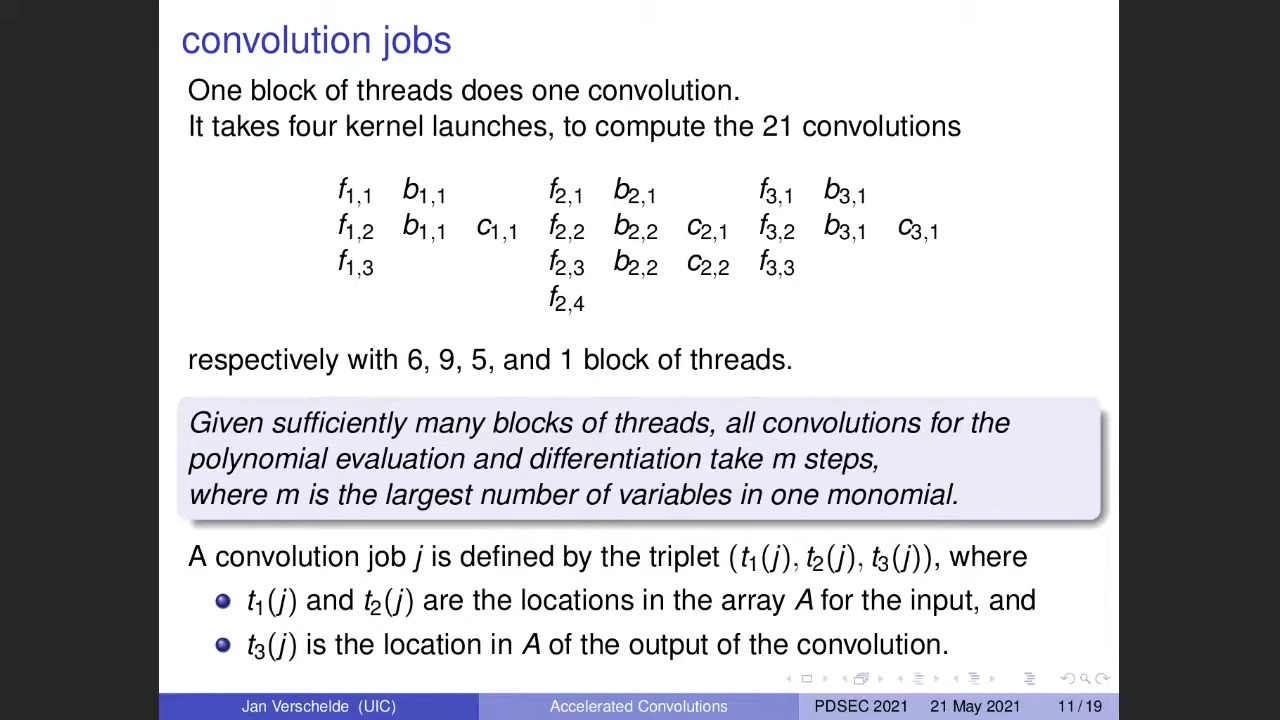 convolution jobs
One block of threads does one convolution.
It takes four kernel launches, to compute the 21 convolutions
f1,1 b1,1 f2,1 b2,1 f3,1 b3,1
f1,2 b1,1 c1,1 f2,2 b2,2 c2,1 f3,2 b3,1 c3,1
f1,3 f2,3 b2,2 c2,2 f3,3
f2,4
respectively with 6, 9, 5, and 1 block of threads.
Given sufficiently many blocks of threads, all convolutions for the
polynomial evaluation and differentiation take m steps,
where m is the largest number of variables in one monomial.
A convolution job j is defined by the triplet (t1(j), t2(j), t3(j)), where
t1(j) and t2(j) are the locations in the array A for the input, and
t3(j) is the location in A of the output of the convolution.
Jan Verschelde (UIC) Accelerated Convolutions PDSEC 2021 21 May 2021 11 / 19